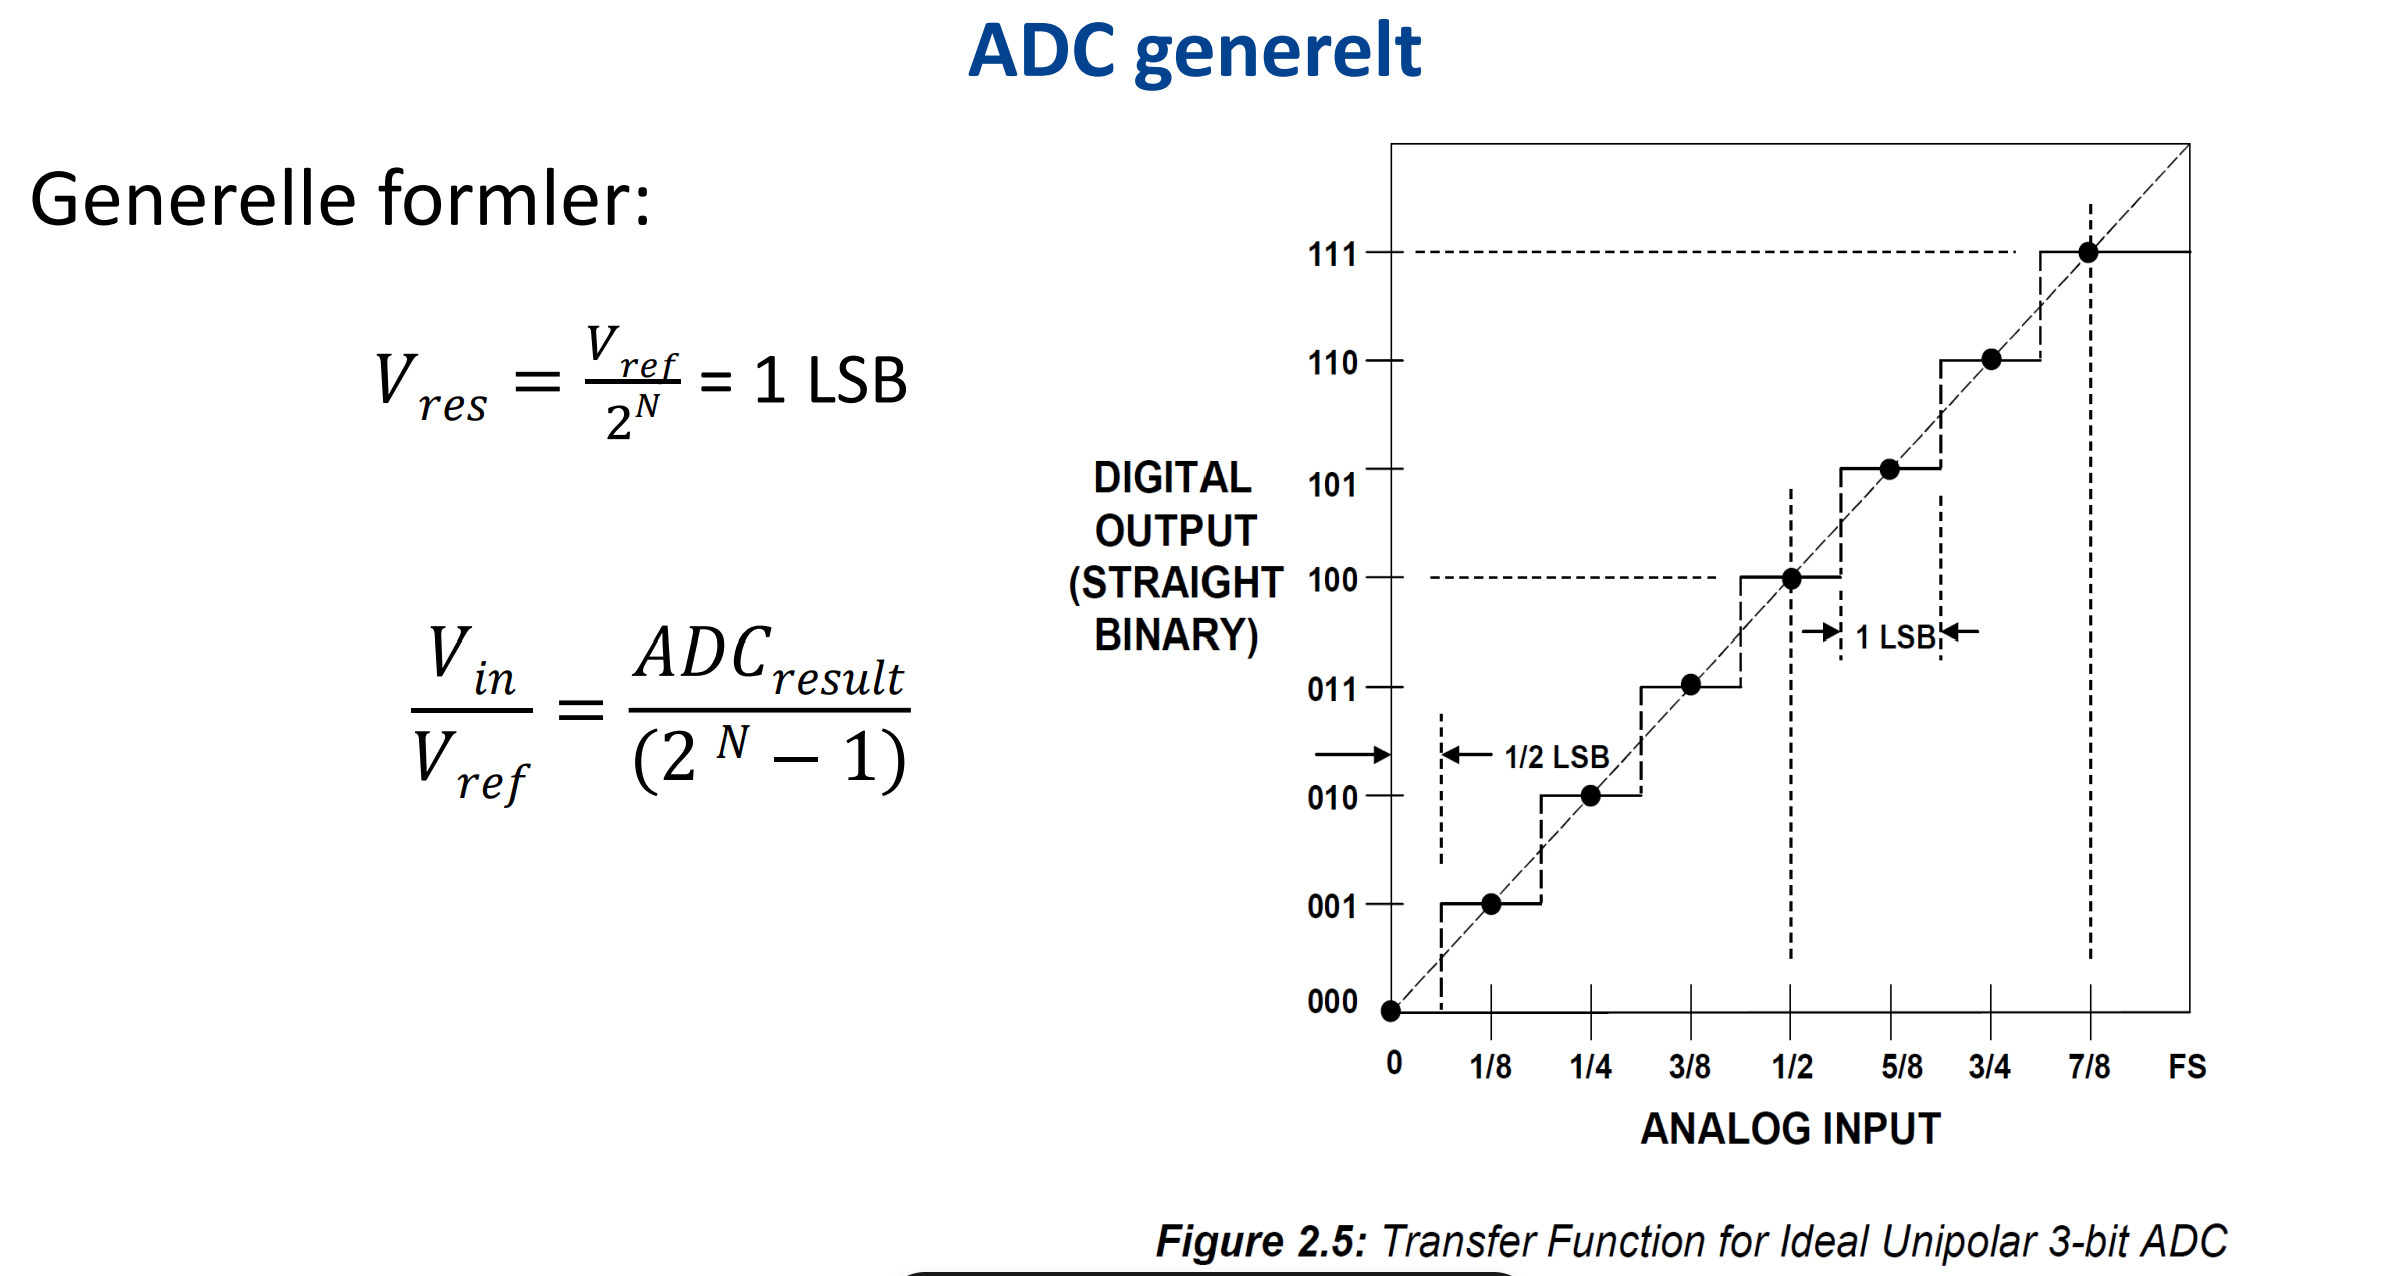 ADC generelt
Generelle formler:
V_res = V_ref / 2^N = 1 LSB
V_in / V_ref = ADC_result / (2^N − 1)
DIGITAL
OUTPUT
(STRAIGHT
BINARY)
111
110
101
100
011
010
001
000
1 LSB
1/2 LSB
0 1/8 1/4 3/8 1/2 5/8 3/4 7/8 FS
ANALOG INPUT
Figure 2.5: Transfer Function for Ideal Unipolar 3-bit ADC